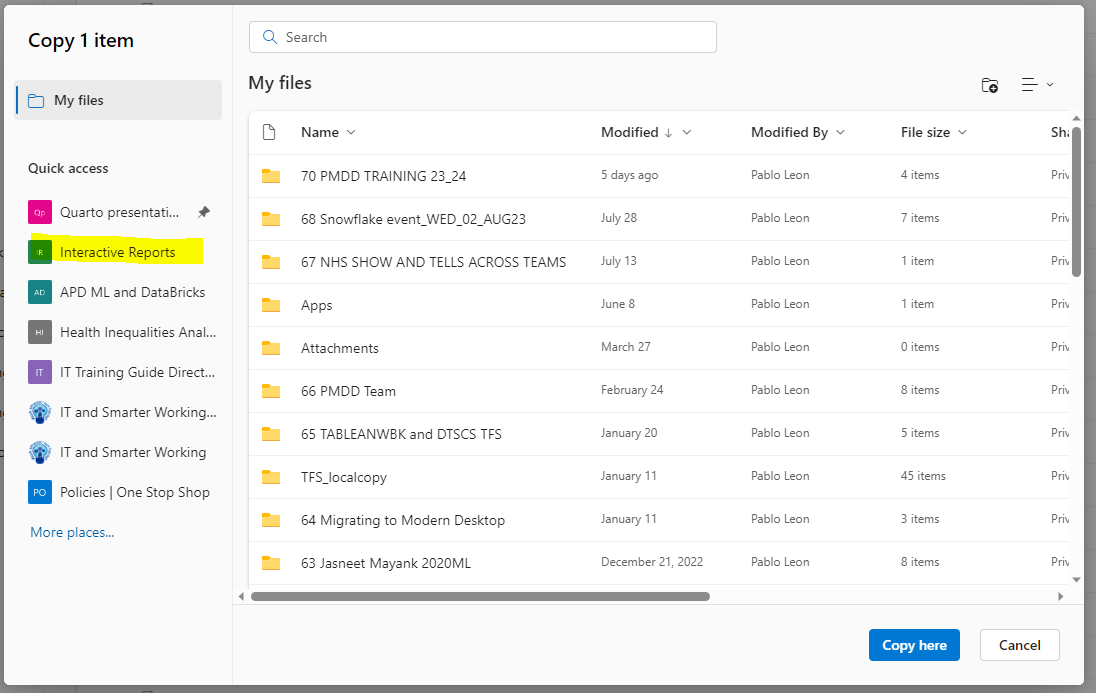 Copy 1 item
Search
My files
My files
Name
Modified ↓
Modified By
File size
Sha
Quick access
Qp Quarto presentati...
IR Interactive Reports
AD APD ML and DataBricks
HI Health Inequalities Anal...
IT IT Training Guide Direct...
IT and Smarter Working...
IT and Smarter Working
PO Policies | One Stop Shop
More places...
70 PMDD TRAINING 23_24 5 days ago Pablo Leon 4 items Priv
68 Snowflake event_WED_02_AUG23 July 28 Pablo Leon 7 items Priv
67 NHS SHOW AND TELLS ACROSS TEAMS July 13 Pablo Leon 1 item Priv
Apps June 8 Pablo Leon 1 item Priv
Attachments March 27 Pablo Leon 0 items Priv
66 PMDD Team February 24 Pablo Leon 8 items Priv
65 TABLEANWBK and DTSCS TFS January 20 Pablo Leon 5 items Priv
TFS_localcopy January 11 Pablo Leon 45 items Priv
64 Migrating to Modern Desktop January 11 Pablo Leon 3 items Priv
63 Jasneet Mayank 2020ML December 21, 2022 Pablo Leon 8 items Priv
Copy here
Cancel